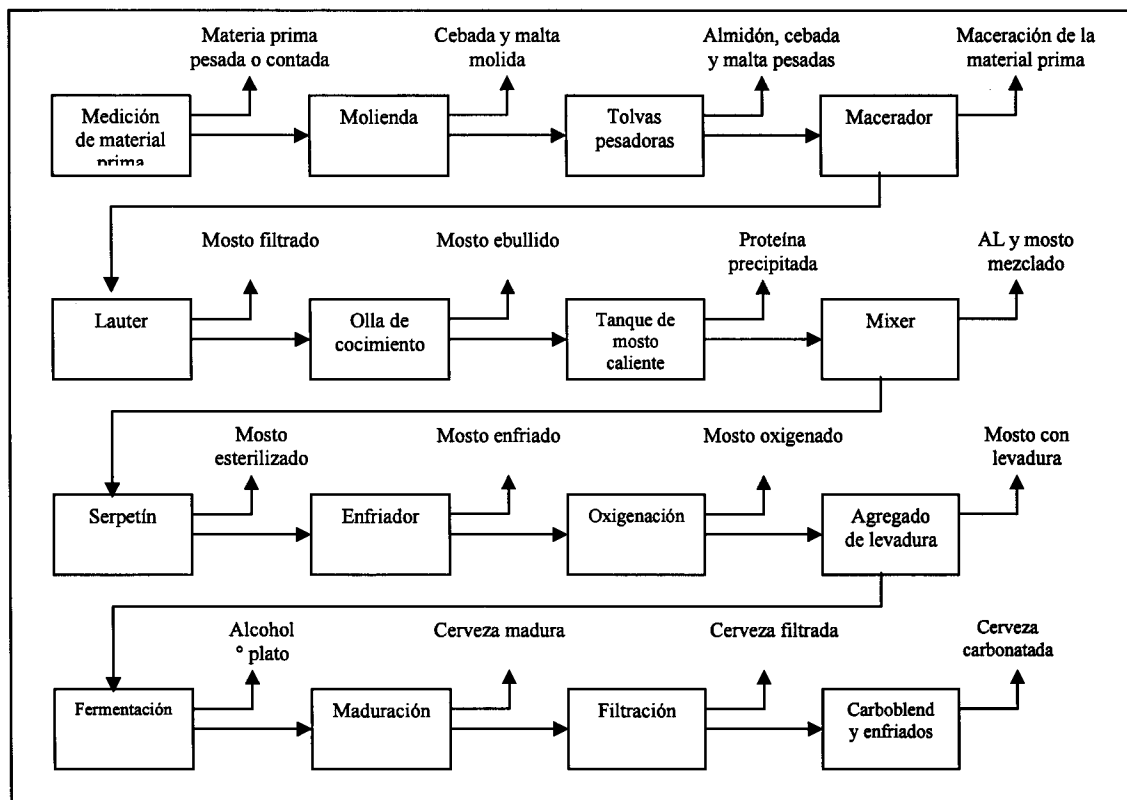 Materia prima
pesada o contada
Cebada y malta
molida
Almidón, cebada
y malta pesadas
Maceración de la
material prima
Medición
de material
prima
Molienda
Tolvas
pesadoras
Macerador
Mosto filtrado
Mosto ebullido
Proteína
precipitada
AL y mosto
mezclado
Lauter
Olla de
cocimiento
Tanque de
mosto
caliente
Mixer
Mosto
esterilizado
Mosto enfriado
Mosto oxigenado
Mosto con
levadura
Serpetín
Enfriador
Oxigenación
Agregado
de levadura
Alcohol
° plato
Cerveza madura
Cerveza filtrada
Cerveza
carbonatada
Fermentación
Maduración
Filtración
Carboblend
y enfriados